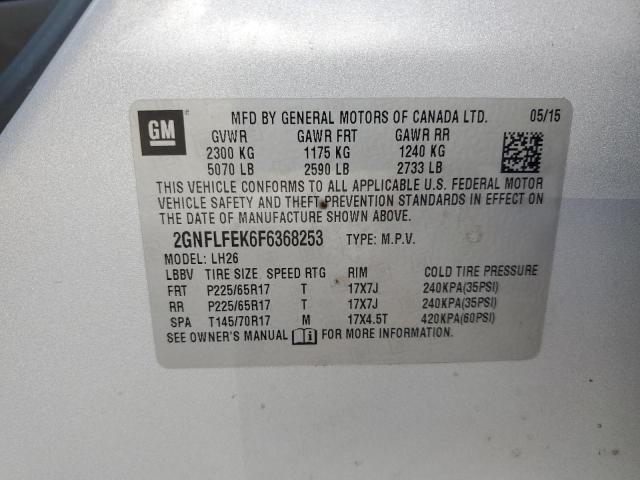 GM
MFD BY GENERAL MOTORS OF CANADA LTD. 05/15
GVWR GAWR FRT GAWR RR
2300 KG 1175 KG 1240 KG
5070 LB 2590 LB 2733 LB
THIS VEHICLE CONFORMS TO ALL APPLICABLE U.S. FEDERAL MOTOR
VEHICLE SAFETY AND THEFT PREVENTION STANDARDS IN EFFECT ON
THE DATE OF MANUFACTURE SHOWN ABOVE.
2GNFLFEK6F6368253 TYPE: M.P.V.
MODEL: LH26
LBBV TIRE SIZE SPEED RTG RIM COLD TIRE PRESSURE
FRT P225/65R17 T 17X7J 240KPA(35PSI)
RR P225/65R17 T 17X7J 240KPA(35PSI)
SPA T145/70R17 M 17X4.5T 420KPA(60PSI)
SEE OWNER'S MANUAL i FOR MORE INFORMATION.